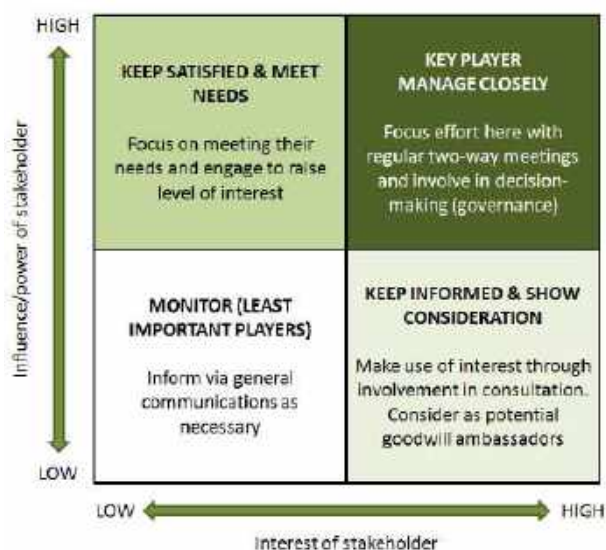 HIGH
KEEP SATISFIED & MEET
NEEDS
Focus on meeting their
needs and engage to raise
level of interest
KEY PLAYER
MANAGE CLOSELY
Focus effort here with
regular two-way meetings
and involve in decision-
making (governance)
Influence/power of stakeholder
MONITOR (LEAST
IMPORTANT PLAYERS)
Inform via general
communications as
necessary
KEEP INFORMED & SHOW
CONSIDERATION
Make use of interest through
involvement in consultation.
Consider as potential
goodwill ambassadors
LOW
LOW
HIGH
Interest of stakeholder